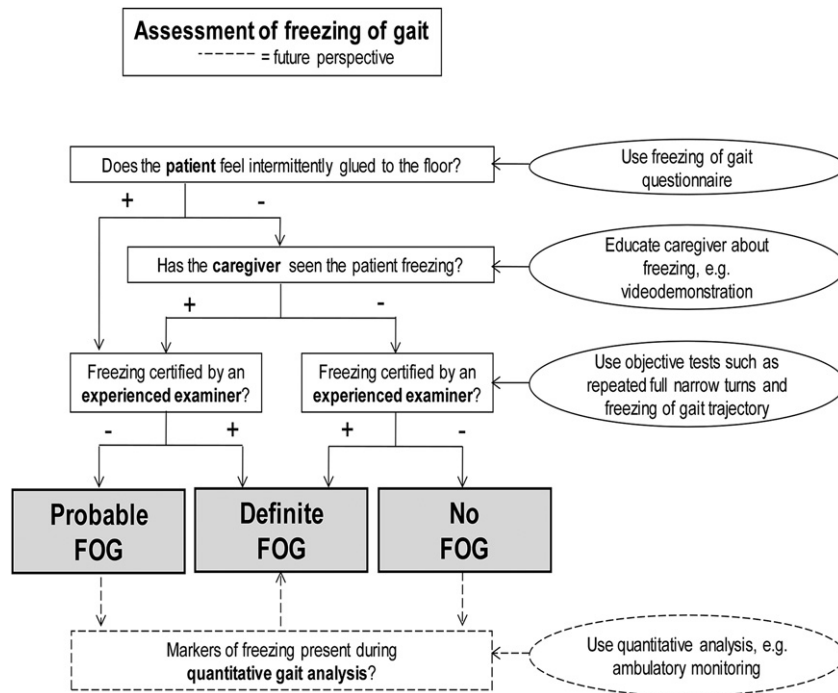 Assessment of freezing of gait
------- = future perspective
Does the patient feel intermittently glued to the floor?
Use freezing of gait
questionnaire
+ -
Has the caregiver seen the patient freezing?
Educate caregiver about
freezing, e.g.
videodemonstration
+ -
Freezing certified by an
experienced examiner?
Freezing certified by an
experienced examiner?
Use objective tests such as
repeated full narrow turns and
freezing of gait trajectory
- + + -
Probable
FOG
Definite
FOG
No
FOG
Markers of freezing present during
quantitative gait analysis?
Use quantitative analysis, e.g.
ambulatory monitoring